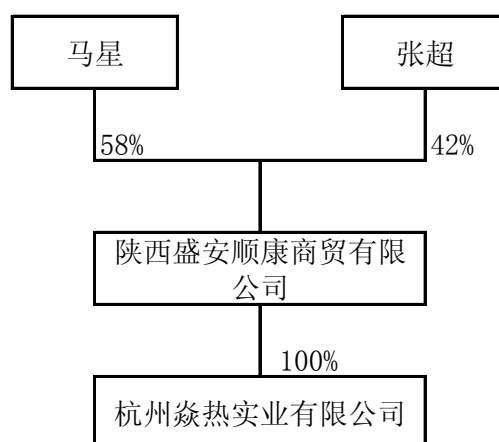 马星
张超
58%
42%
陕西盛安顺康商贸有限
公司
100%
杭州焱热实业有限公司